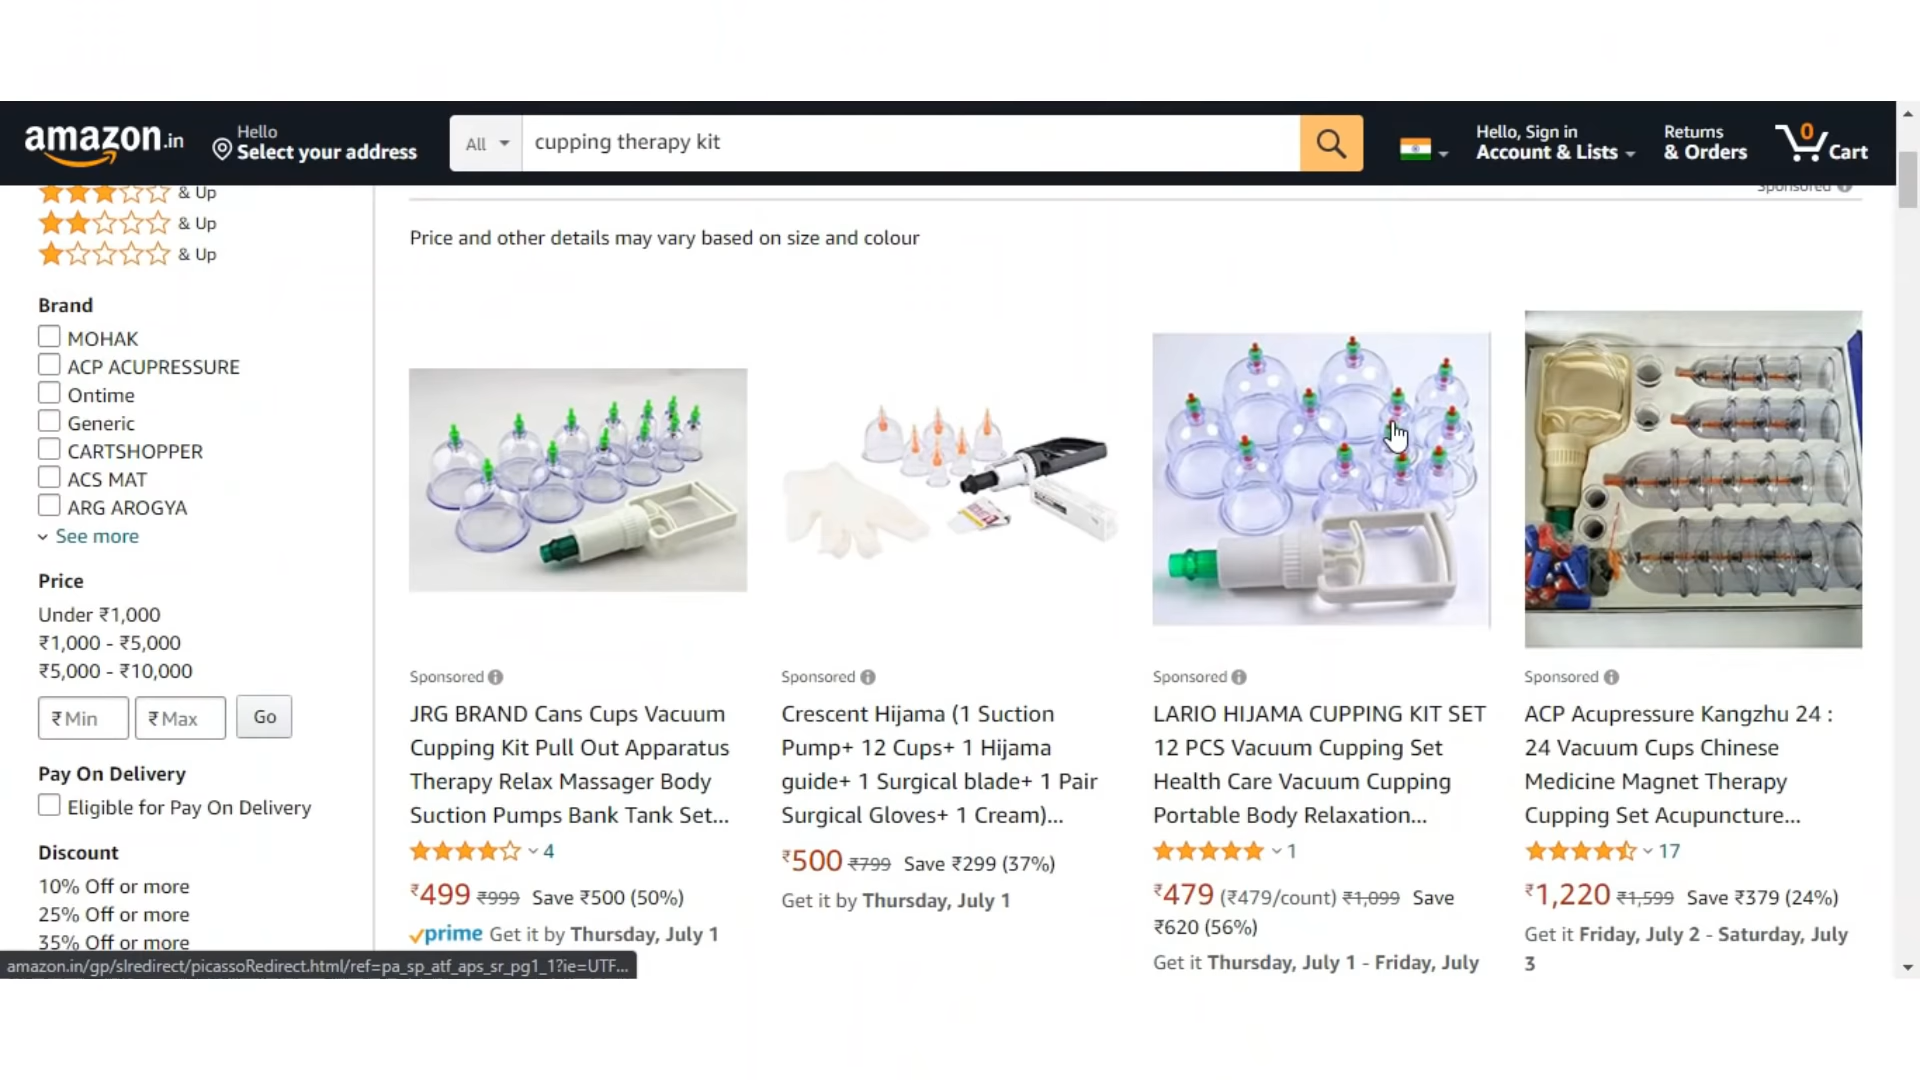 amazon.in
Hello
Select your address
All
cupping therapy kit
Hello, Sign in
Account & Lists
Returns
& Orders
0
Cart
& Up
& Up
& Up
Brand
MOHAK
ACP ACUPRESSURE
Ontime
Generic
CARTSHOPPER
ACS MAT
ARG AROGYA
See more
Price
Under ₹1,000
₹1,000 - ₹5,000
₹5,000 - ₹10,000
₹ Min
₹ Max
Go
Pay On Delivery
Eligible for Pay On Delivery
Discount
10% Off or more
25% Off or more
35% Off or more
amazon.in/gp/slredirect/picassoRedirect.html/ref=pa_sp_atf_aps_sr_pg1_1?ie=UTF...
Sponsored
Price and other details may vary based on size and colour
Sponsored
JRG BRAND Cans Cups Vacuum
Cupping Kit Pull Out Apparatus
Therapy Relax Massager Body
Suction Pumps Bank Tank Set...
4
₹499 ₹999 Save ₹500 (50%)
prime Get it by Thursday, July 1
Sponsored
Crescent Hijama (1 Suction
Pump+ 12 Cups+ 1 Hijama
guide+ 1 Surgical blade+ 1 Pair
Surgical Gloves+ 1 Cream)...
₹500 ₹799 Save ₹299 (37%)
Get it by Thursday, July 1
Sponsored
LARIO HIJAMA CUPPING KIT SET
12 PCS Vacuum Cupping Set
Health Care Vacuum Cupping
Portable Body Relaxation...
1
₹479 (₹479/count) ₹1,099 Save
₹620 (56%)
Get it Thursday, July 1 - Friday, July
Sponsored
ACP Acupressure Kangzhu 24 :
24 Vacuum Cups Chinese
Medicine Magnet Therapy
Cupping Set Acupuncture...
17
₹1,220 ₹1,599 Save ₹379 (24%)
Get it Friday, July 2 - Saturday, July
3